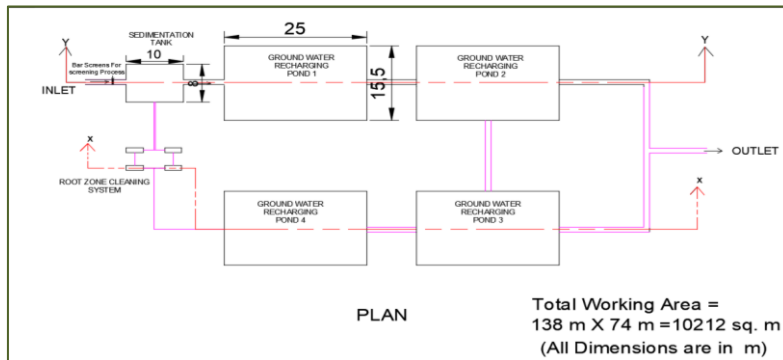 SEDIMENTATION
TANK
10
25
Y
Y
Bar Screens For
screening Process
INLET
8
GROUND WATER
RECHARGING
POND 1
15.5
GROUND WATER
RECHARGING
POND 2
x
OUTLET
ROOT ZONE CLEANING
SYSTEM
x
GROUND WATER
RECHARGING
POND 4
GROUND WATER
RECHARGING
POND 3
PLAN
Total Working Area =
138 m X 74 m =10212 sq. m
(All Dimensions are in m)